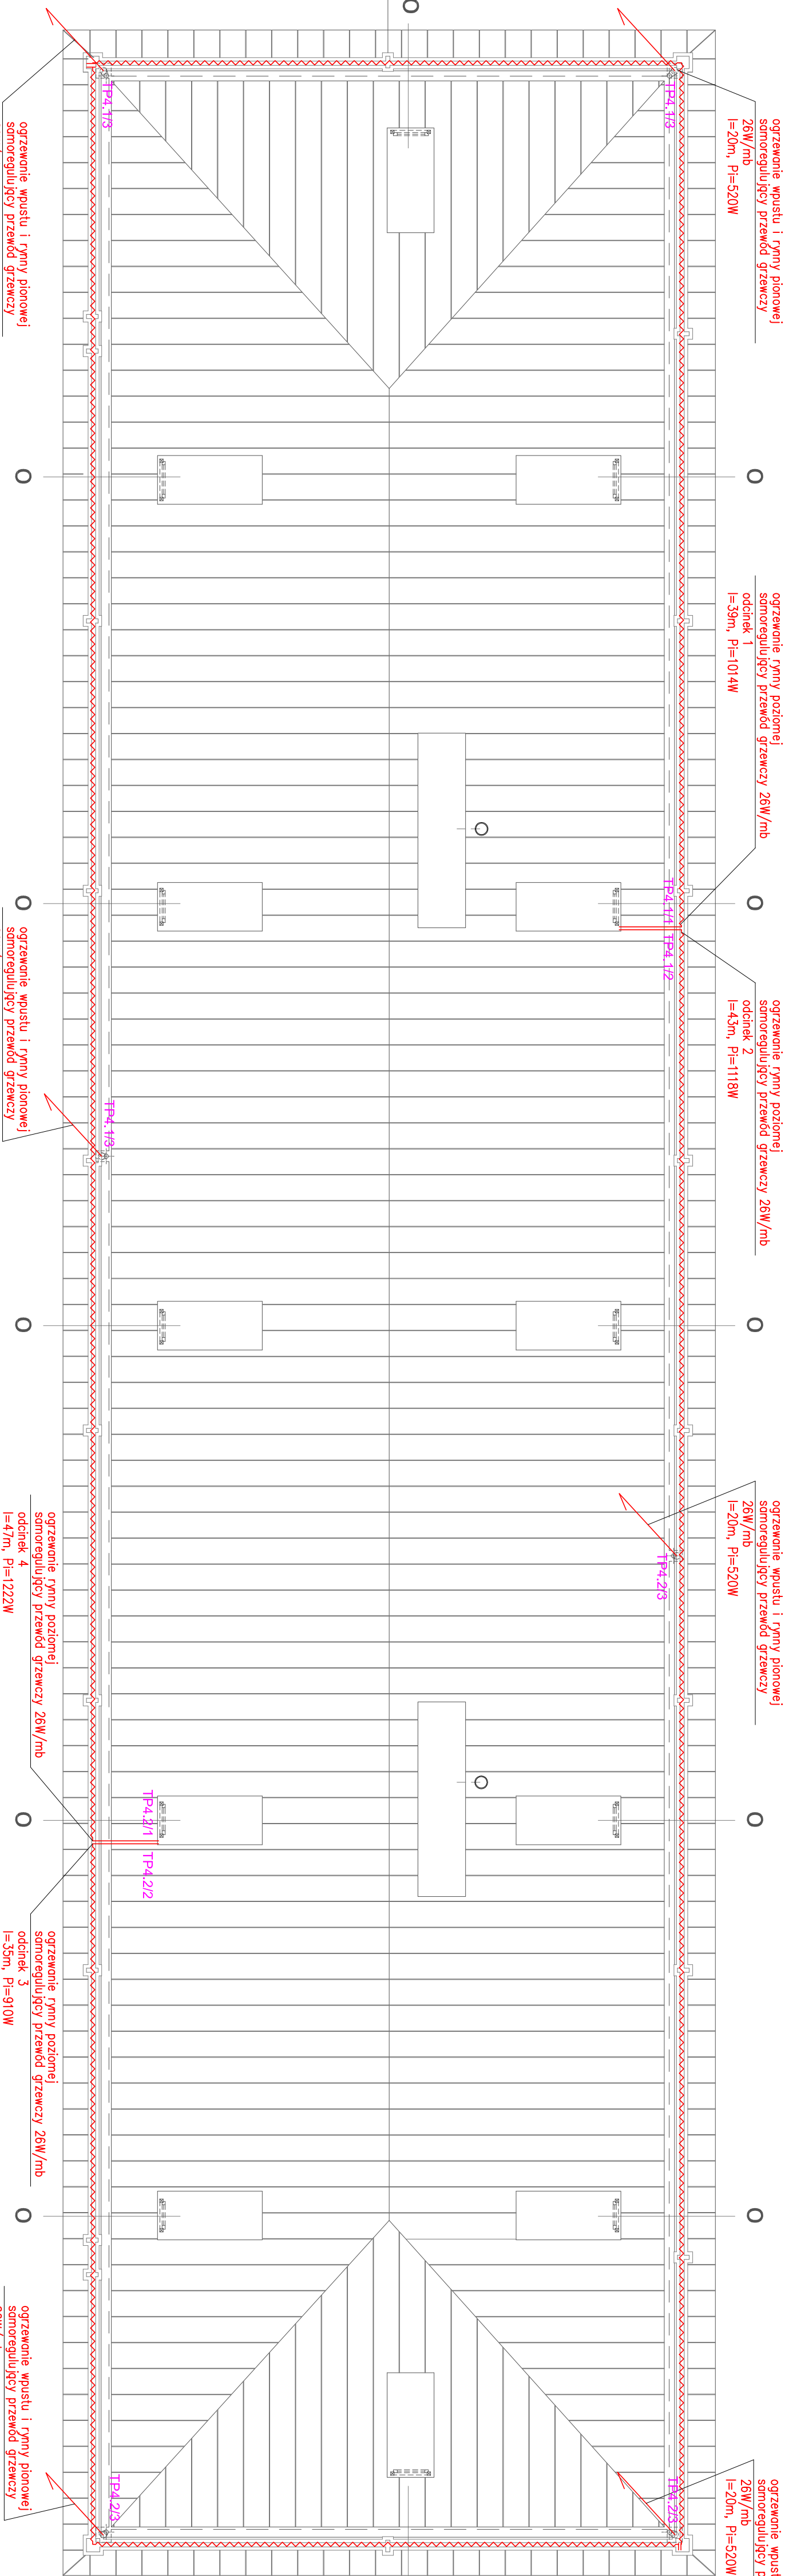 ogrzewanie wpustu i rynny pionowej
samoregulujący przewód grzewczy
26W/mb
l=20m, Pi=520W
TP4.1/3
TP4.1/3
ogrzewanie wpustu i rynny pionowej
samoregulujący przewód grzewczy
ogrzewanie rynny poziomej
samoregulujący przewód grzewczy 26W/mb
odcinek 1
l=39m, Pi=1014W
TP4.1/1
TP4.1/2
ogrzewanie rynny poziomej
samoregulujący przewód grzewczy 26W/mb
odcinek 2
l=43m, Pi=1118W
ogrzewanie wpustu i rynny pionowej
samoregulujący przewód grzewczy
TP4.1/3
ogrzewanie wpustu i rynny pionowej
samoregulujący przewód grzewczy
26W/mb
l=20m, Pi=520W
TP4.2/3
ogrzewanie rynny poziomej
samoregulujący przewód grzewczy 26W/mb
odcinek 4
l=47m, Pi=1222W
TP4.2/1
TP4.2/2
ogrzewanie rynny poziomej
samoregulujący przewód grzewczy 26W/mb
odcinek 3
l=35m, Pi=910W
ogrzewanie wpustu i rynny pionowej
samoregulujący przewód grzewczy
TP4.2/3
TP4.2/3
ogrzewanie
samoregulujący
26W/mb
l=20m, Pi=520W